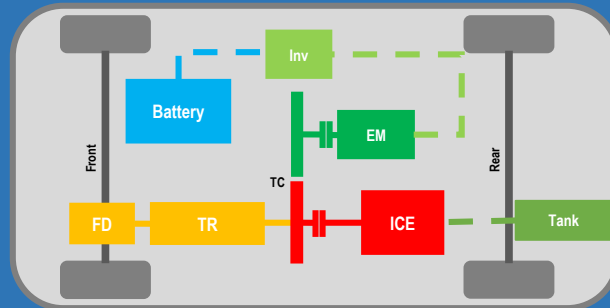 Inv
Battery
EM
Front
Rear
TC
FD
TR
ICE
Tank